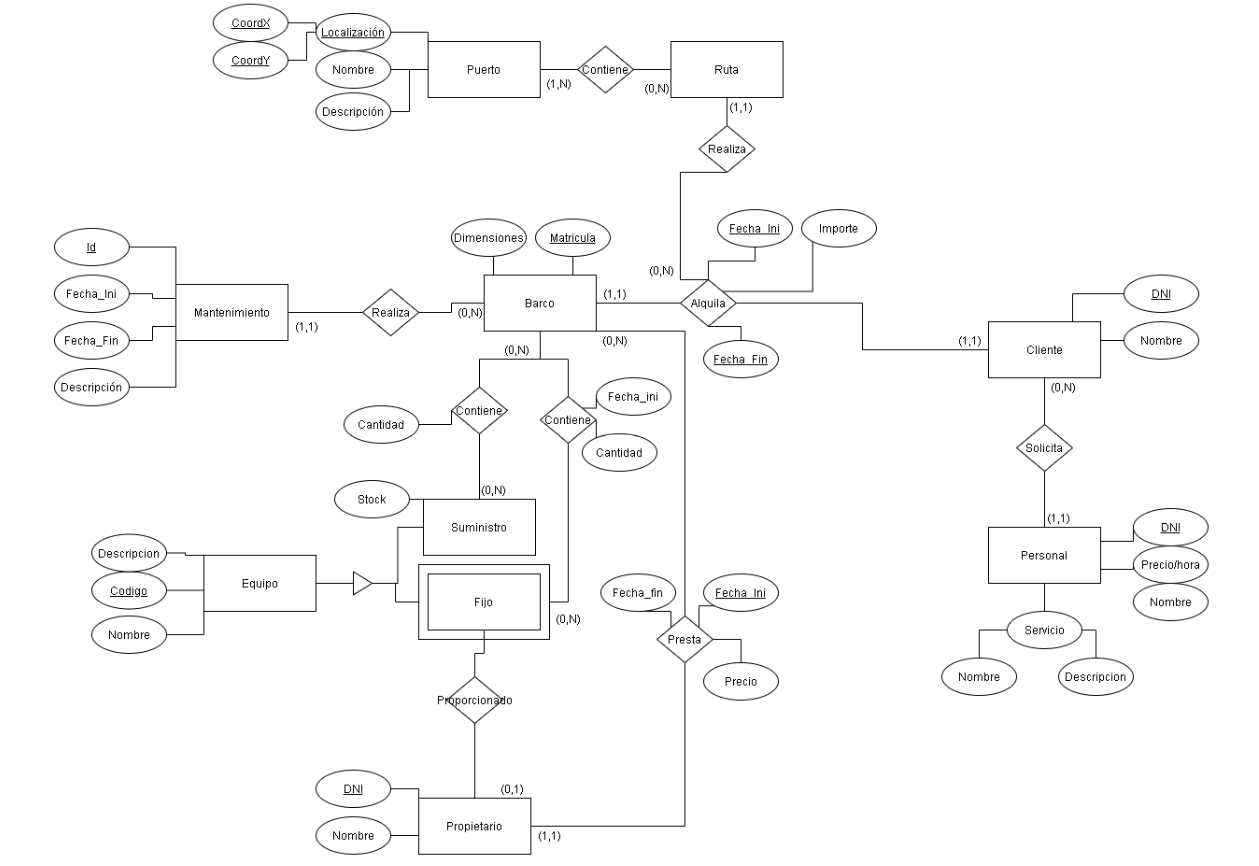 CoordX
Localización
CoordY
Nombre
Descripción
Puerto
(1,N)
Contiene
(0,N)
Ruta
(1,1)
Realiza
(0,N)
Fecha_Ini
Importe
Dimensiones
Matricula
Id
Fecha_Ini
Fecha_Fin
Descripción
Mantenimiento
(1,1)
Realiza
(0,N)
Barco
(1,1)
Alquila
Fecha_Fin
(1,1)
Cliente
DNI
Nombre
(0,N)
(0,N)
(0,N)
Cantidad
Contiene
Contiene
Fecha_ini
Cantidad
Solicita
(0,N)
Stock
Suministro
(1,1)
Personal
DNI
Precio/hora
Nombre
Servicio
Nombre
Descripcion
Descripcion
Codigo
Nombre
Equipo
Fijo
(0,N)
Fecha_fin
Fecha_Ini
Presta
Precio
Proporcionado
DNI
Nombre
(0,1)
Propietario
(1,1)